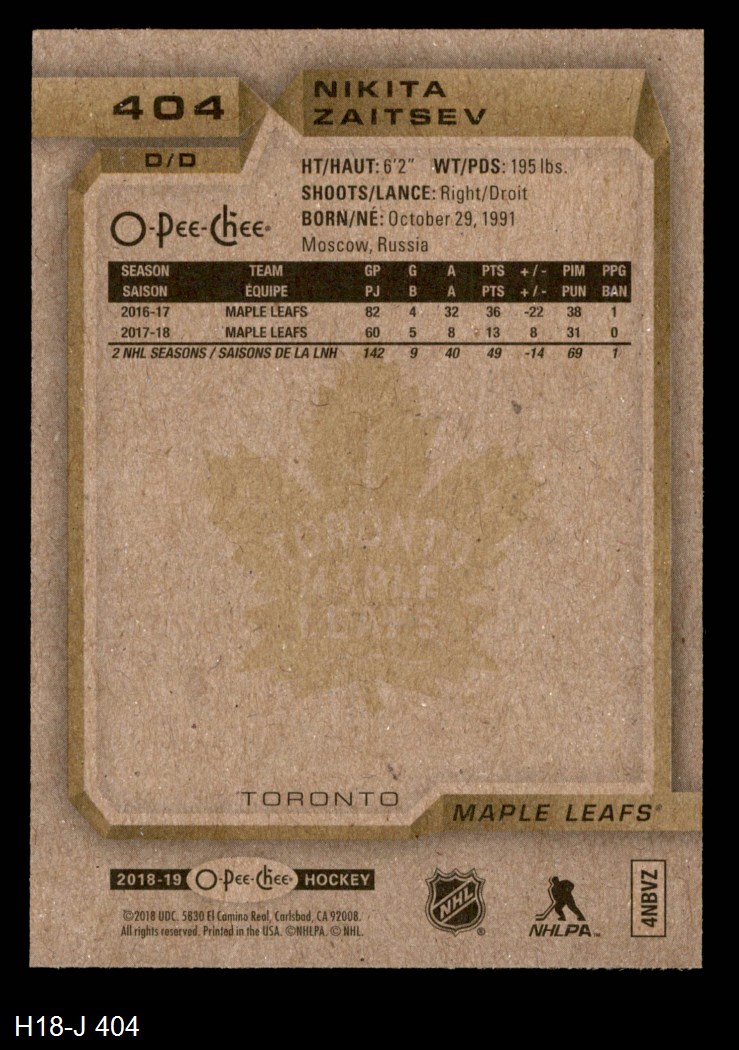 404
NIKITA
ZAITSEV
D/D
HT/HAUT: 6'2" WT/PDS: 195 lbs.
SHOOTS/LANCE: Right/Droit
BORN/NÉ: October 29, 1991
Moscow, Russia
O-Pee-Chee®
SEASON TEAM GP G A PTS +/- PIM PPG
SAISON ÉQUIPE PJ B A PTS +/- PUN BAN
2016-17 MAPLE LEAFS 82 4 32 36 -22 38 1
2017-18 MAPLE LEAFS 60 5 8 13 8 31 0
2 NHL SEASONS / SAISONS DE LA LNH 142 9 40 49 -14 69 1
TORONTO
MAPLE
LEAFS
TORONTO
MAPLE LEAFS®
2018-19 O-Pee-Chee® HOCKEY
©2018 UDC. 5830 El Camino Real, Carlsbad, CA 92008.
All rights reserved. Printed in the USA. ©NHLPA. © NHL.
NHL®
NHLPA™
4NBVZ
H18-J 404